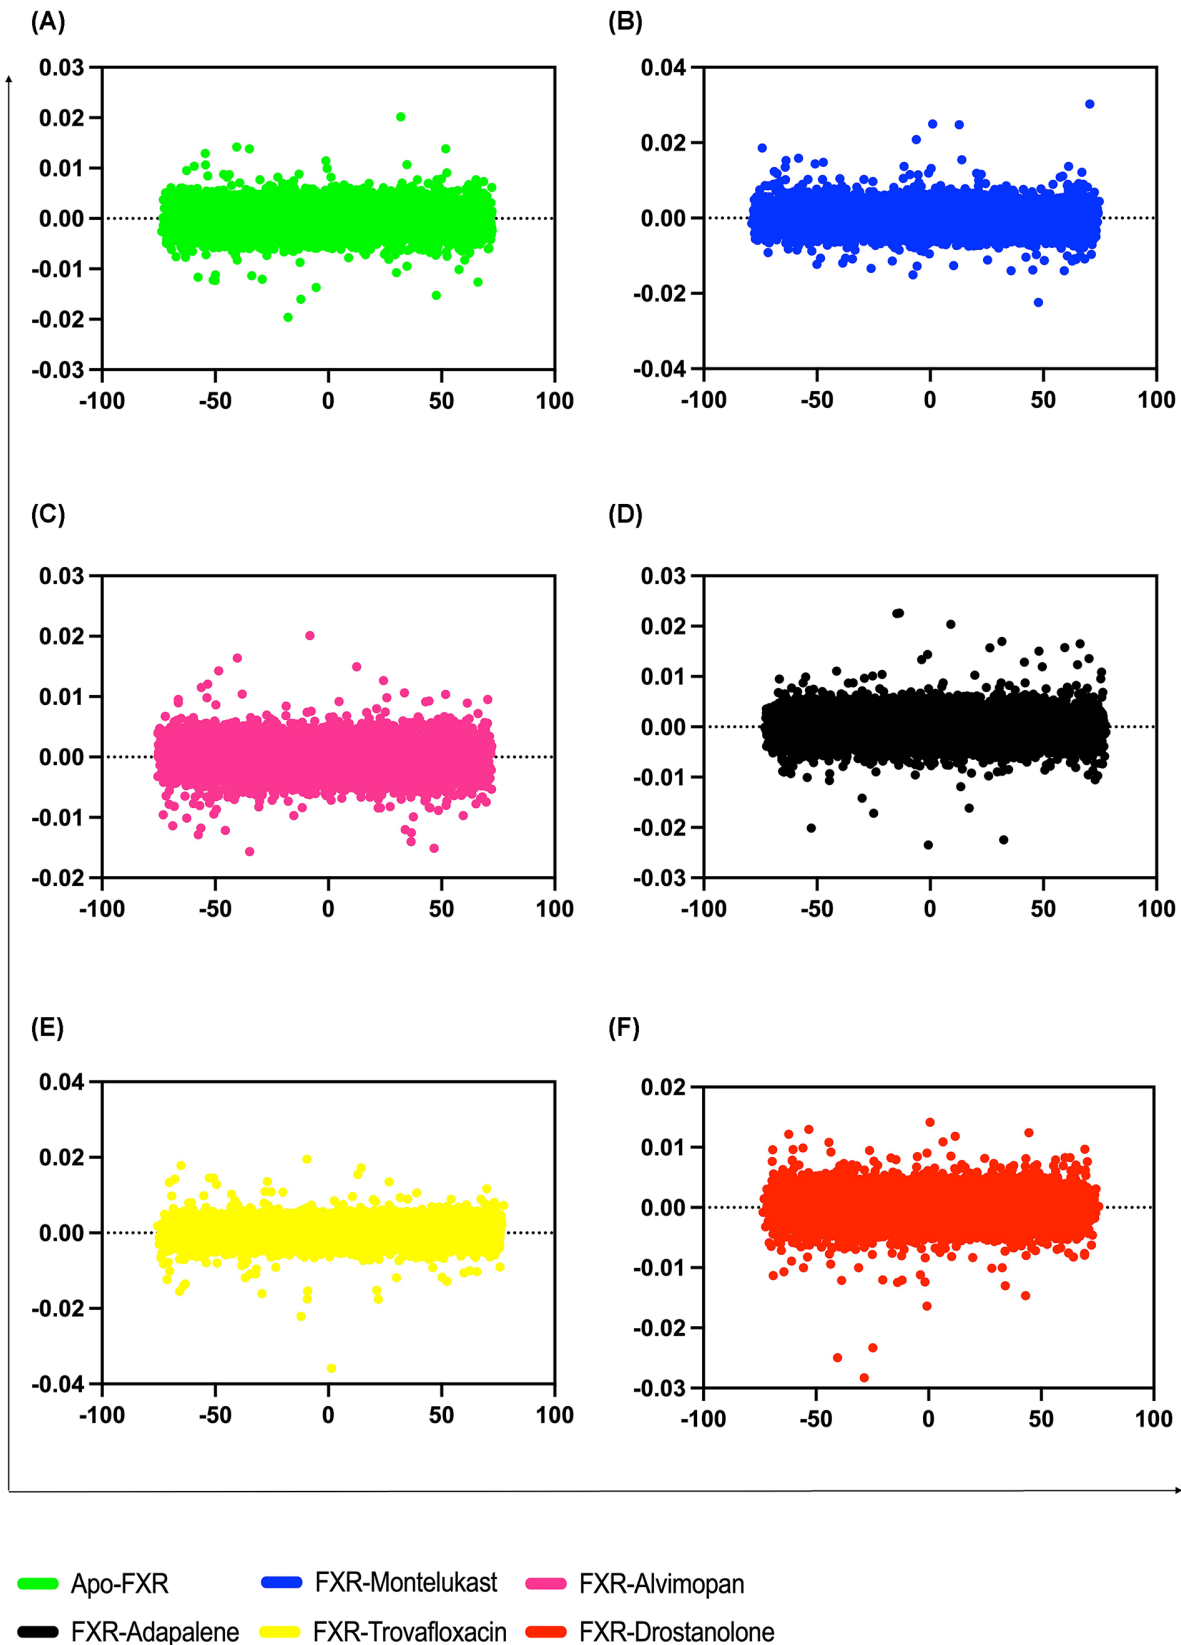 (A)
0.03
0.02
0.01
0.00
-0.01
-0.02
-0.03
-100 -50 0 50 100
(B)
0.04
0.02
0.00
-0.02
-0.04
-100 -50 0 50 100
(C)
0.03
0.02
0.01
0.00
-0.01
-0.02
-100 -50 0 50 100
(D)
0.03
0.02
0.01
0.00
-0.01
-0.02
-0.03
-100 -50 0 50 100
(E)
0.04
0.02
0.00
-0.02
-0.04
-100 -50 0 50 100
(F)
0.02
0.01
0.00
-0.01
-0.02
-0.03
-100 -50 0 50 100
Apo-FXR FXR-Montelukast FXR-Alvimopan
FXR-Adapalene FXR-Trovafloxacin FXR-Drostanolone